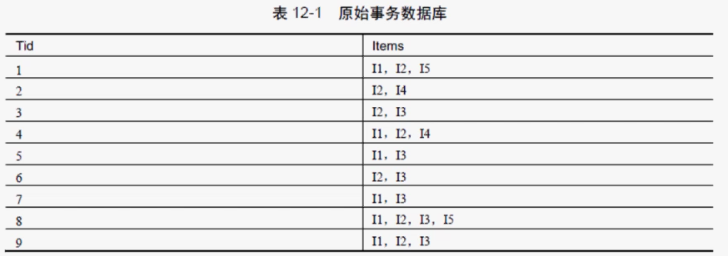 表 12-1 原始事务数据库
Tid Items
1 I1，I2，I5
2 I2，I4
3 I2，I3
4 I1，I2，I4
5 I1，I3
6 I2，I3
7 I1，I3
8 I1，I2，I3，I5
9 I1，I2，I3